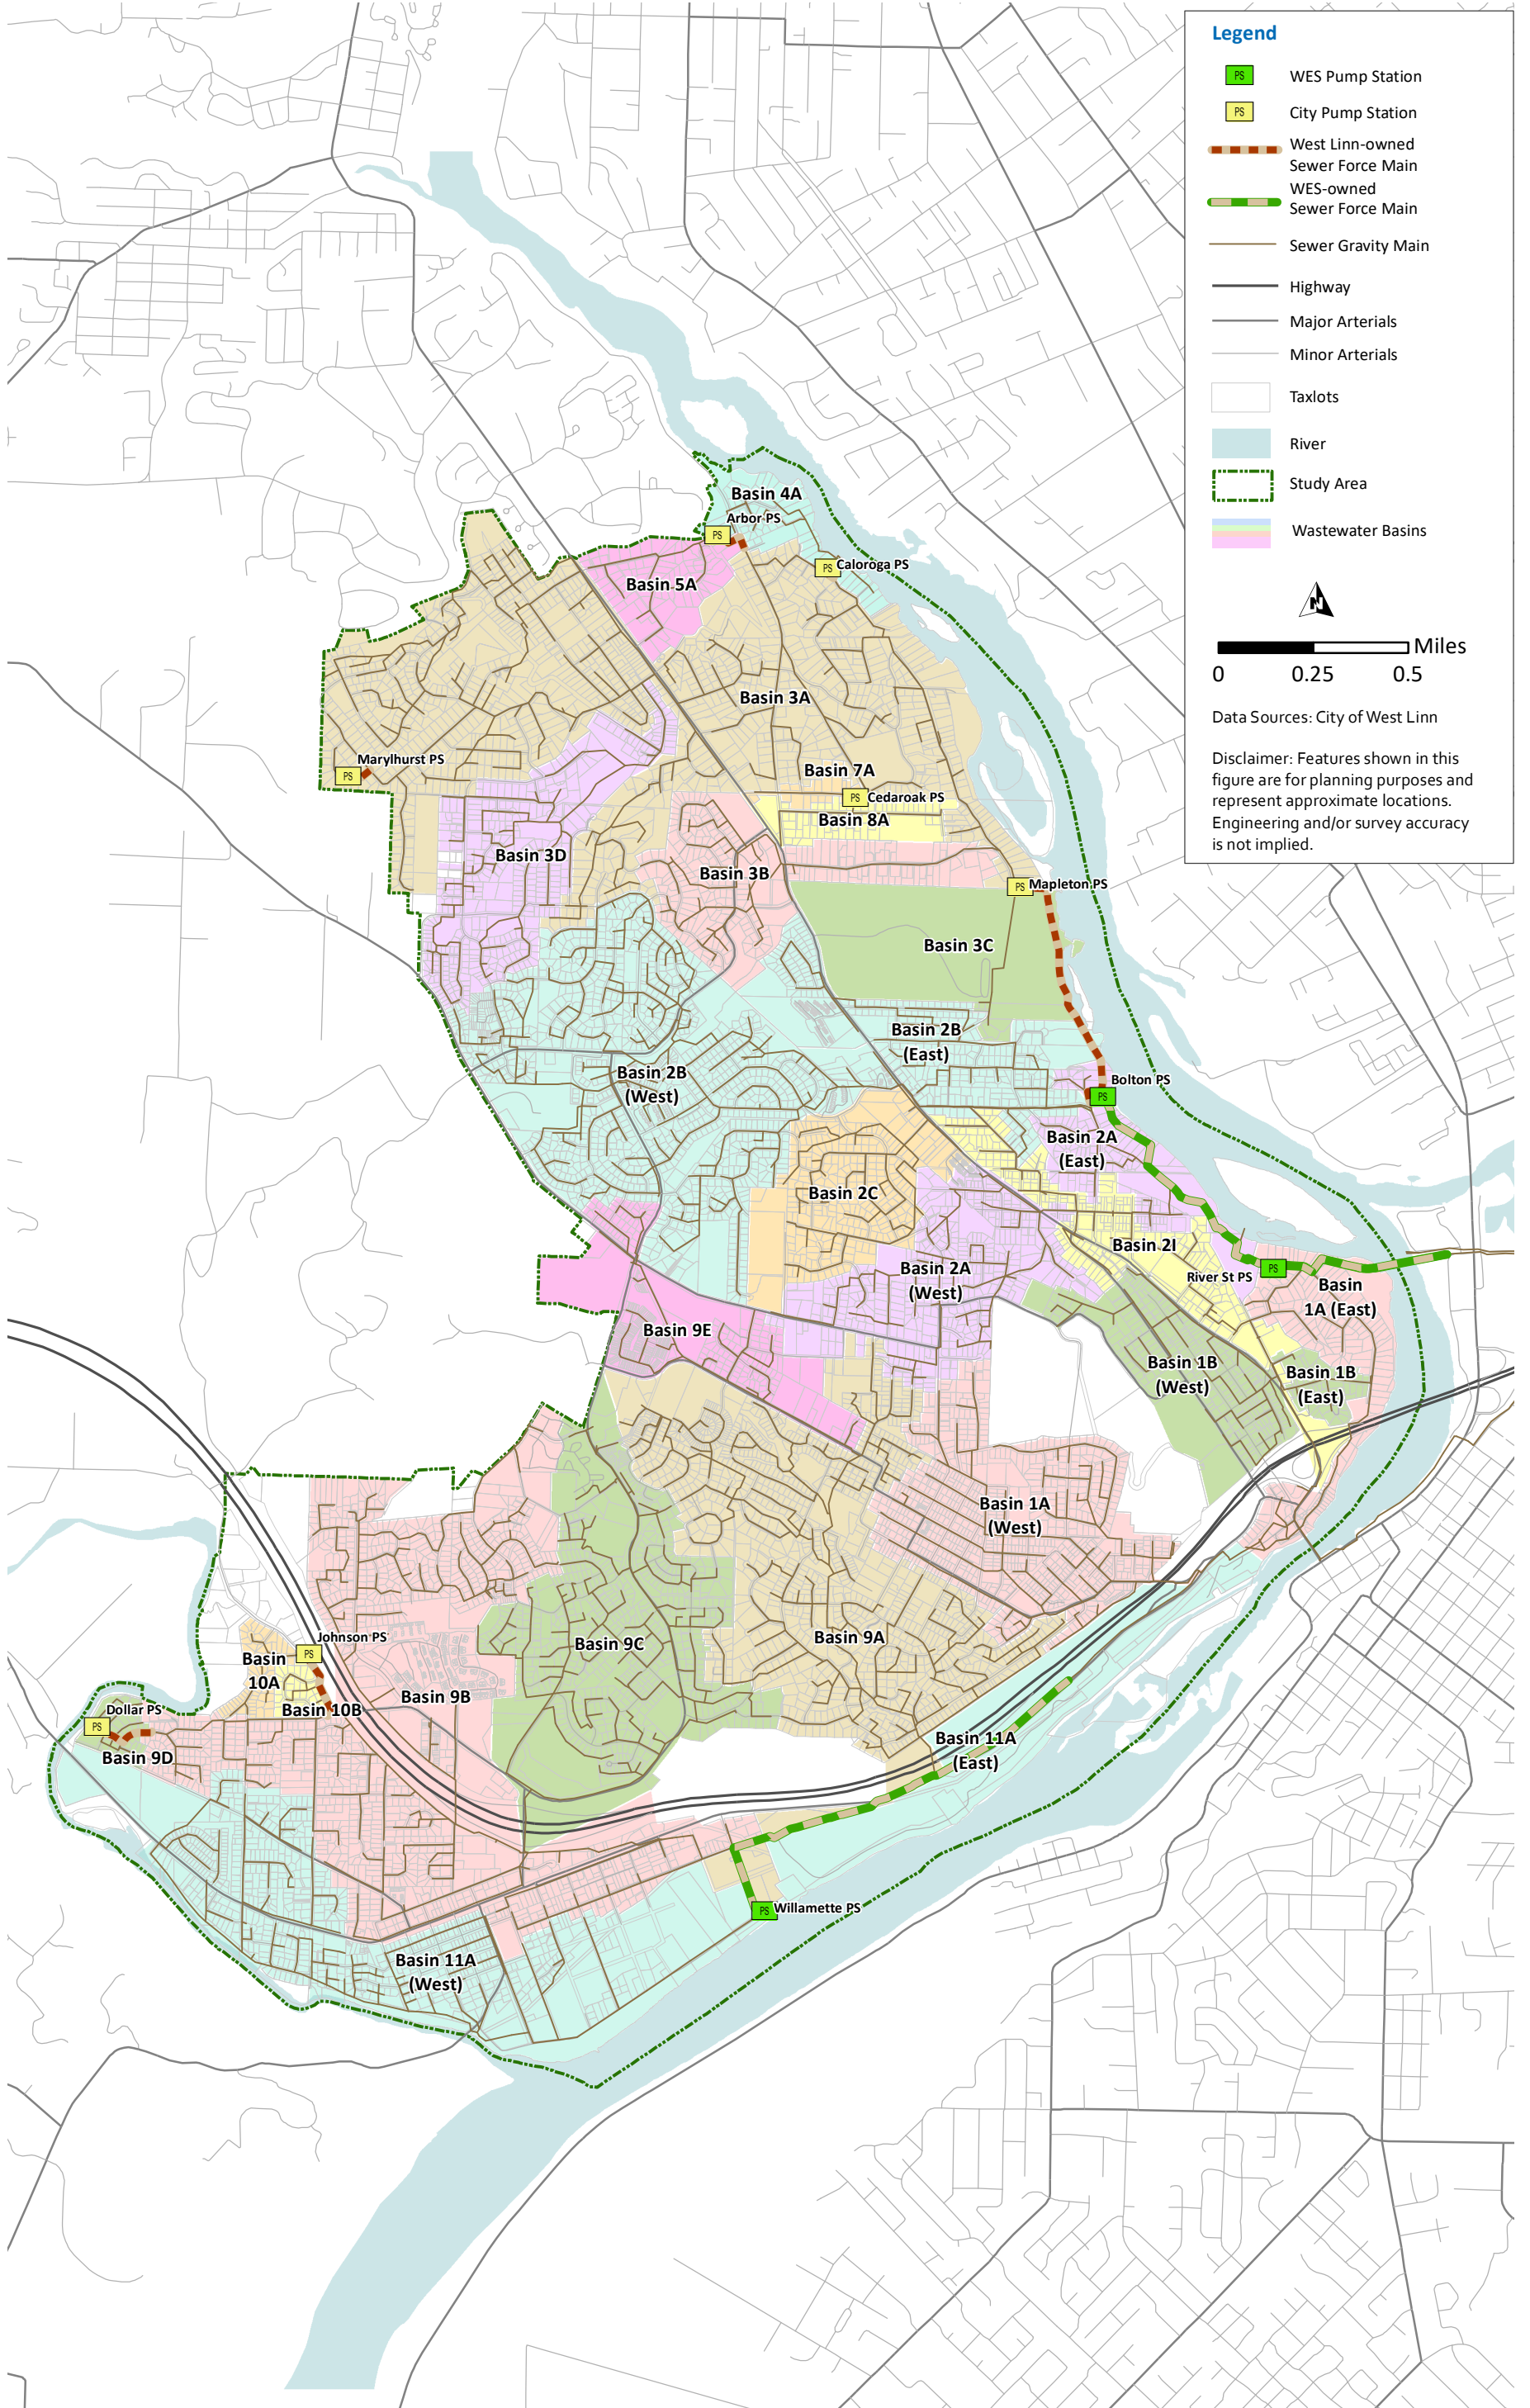 Legend
PS WES Pump Station
PS City Pump Station
West Linn-owned
Sewer Force Main
WES-owned
Sewer Force Main
Sewer Gravity Main
Highway
Major Arterials
Minor Arterials
Taxlots
River
Study Area
Wastewater Basins
N
Miles
0 0.25 0.5
Data Sources: City of West Linn
Disclaimer: Features shown in this
figure are for planning purposes and
represent approximate locations.
Engineering and/or survey accuracy
is not implied.
Basin 4A
Arbor PS
PS
PS
Caloroga PS
Basin 5A
Basin 3A
Marylhurst PS
PS
Basin 7A
PS
Cedaroak PS
Basin 8A
Basin 3D
Basin 3B
PS
Mapleton PS
Basin 3C
Basin 2B
(East)
Basin 2B
(West)
Bolton PS
PS
Basin 2A
(East)
Basin 2C
Basin 2I
Basin 2A
(West)
River St PS
PS
Basin
1A (East)
Basin 9E
Basin 1B
(West)
Basin 1B
(East)
Basin 1A
(West)
Johnson PS
PS
Basin 9C
Basin 9A
Basin
10A
Basin 9B
Basin 10B
Dollar PS
PS
Basin 9D
Basin 11A
(East)
PS
Willamette PS
Basin 11A
(West)